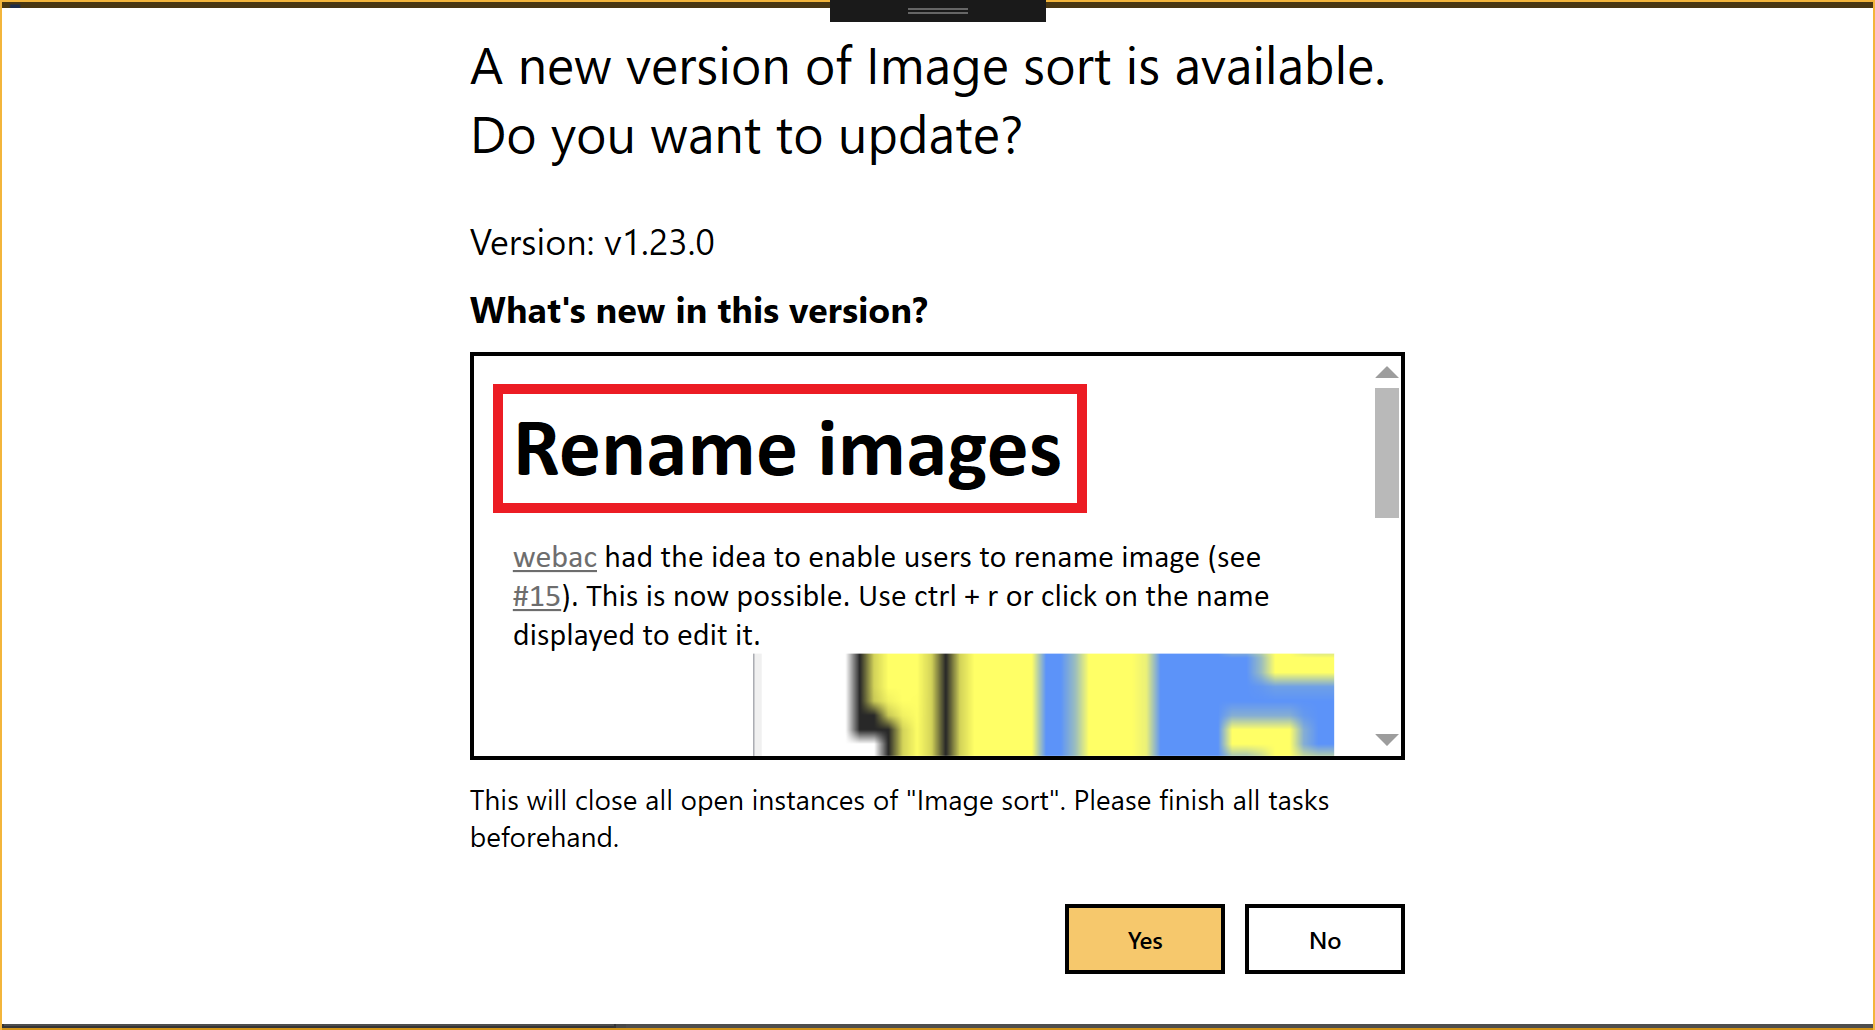 A new version of Image sort is available.
Do you want to update?
Version: v1.23.0
What's new in this version?
Rename images
webac had the idea to enable users to rename image (see
#15). This is now possible. Use ctrl + r or click on the name
displayed to edit it.
This will close all open instances of "Image sort". Please finish all tasks
beforehand.
Yes
No